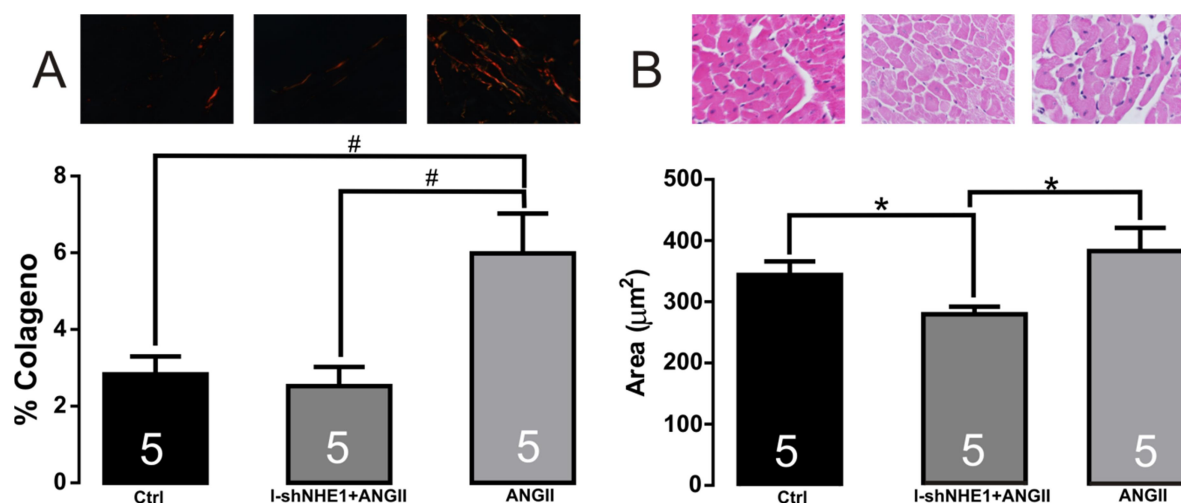 A
#
#
% Colageno
8
6
4
2
0
5
5
5
Ctrl
l-shNHE1+ANGII
ANGII
B
*
*
Area (μm²)
500
400
300
200
100
0
5
5
5
Ctrl
l-shNHE1+ANGII
ANGII